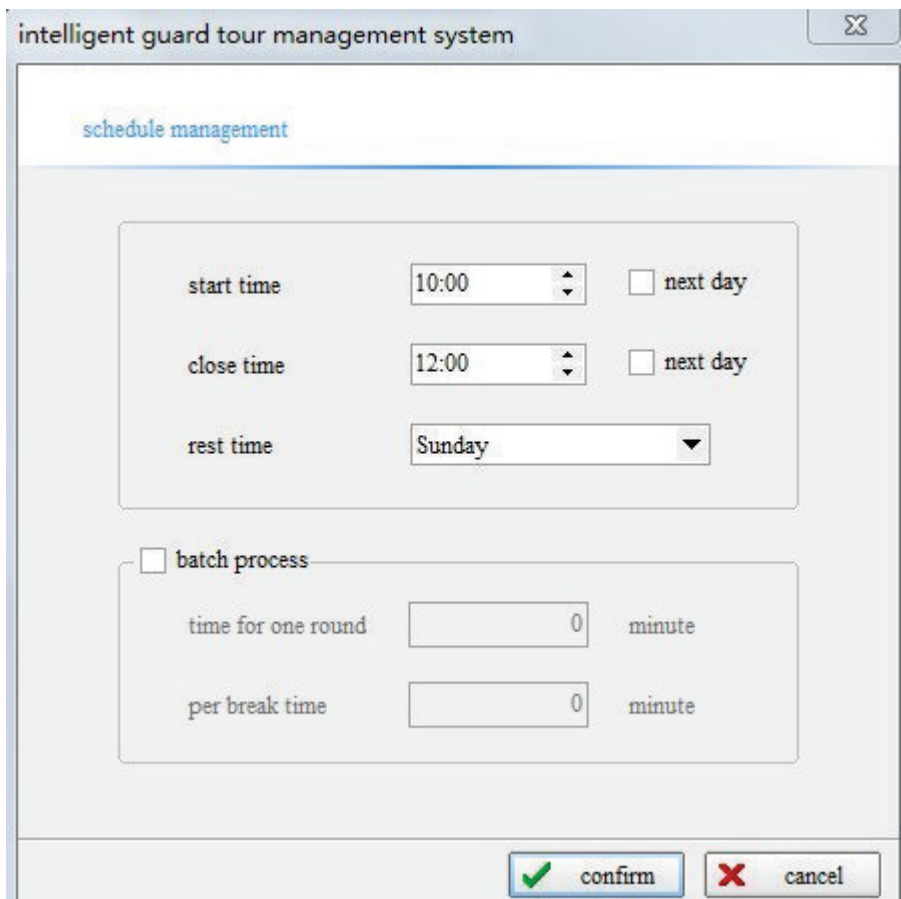 intelligent guard tour management system
schedule management
start time 10:00 next day
close time 12:00 next day
rest time Sunday
batch process
time for one round 0 minute
per break time 0 minute
confirm cancel